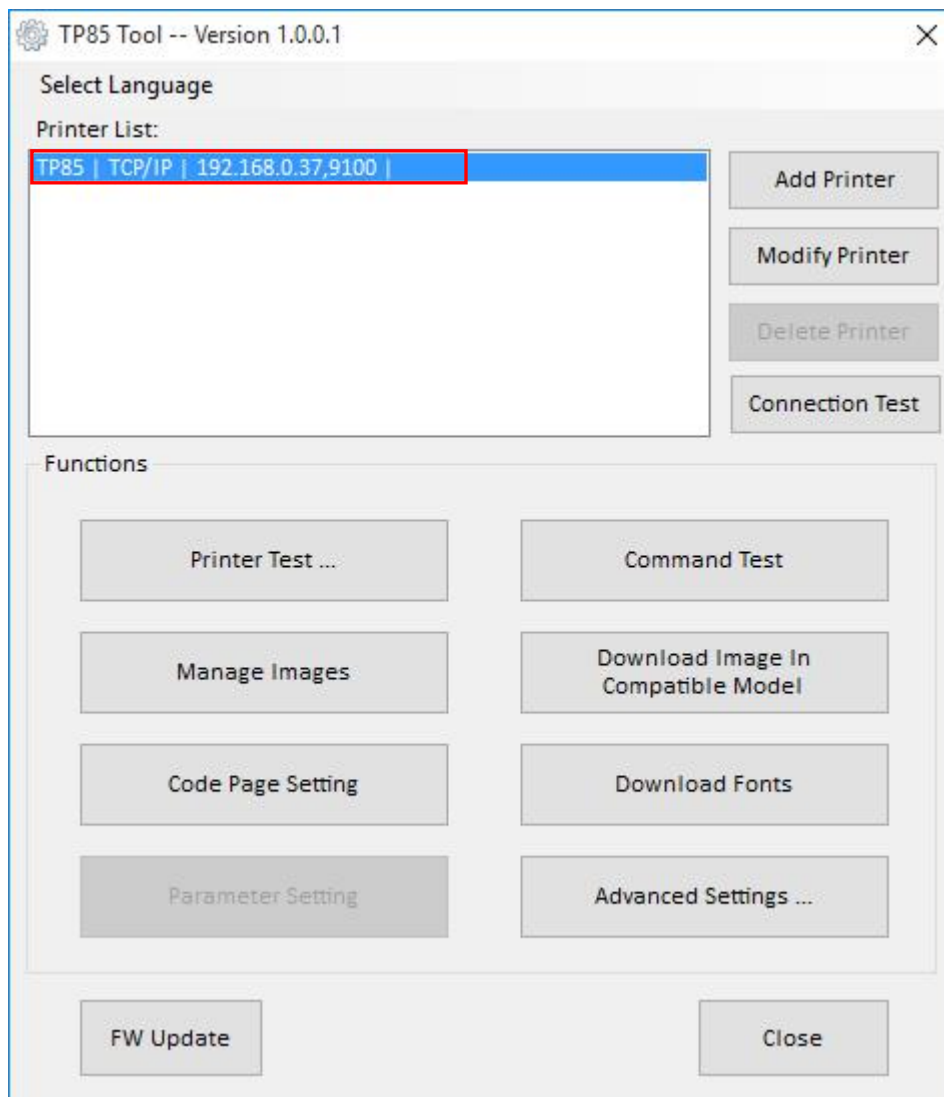 TP85 Tool -- Version 1.0.0.1
Select Language
Printer List:
TP85 | TCP/IP | 192.168.0.37,9100 |
Add Printer
Modify Printer
Delete Printer
Connection Test
Functions
Printer Test ...
Command Test
Manage Images
Download Image In
Compatible Model
Code Page Setting
Download Fonts
Parameter Setting
Advanced Settings ...
FW Update
Close